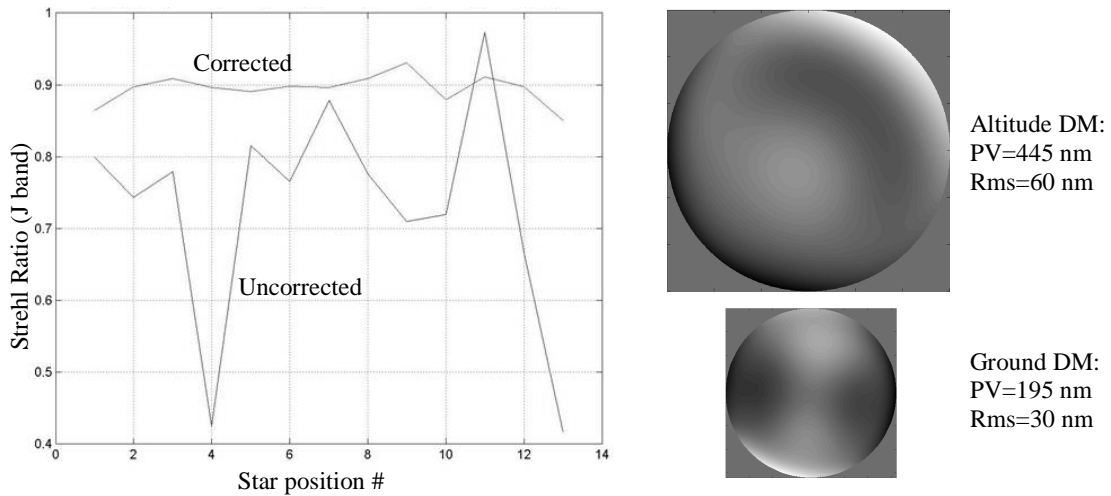 1
0.9
0.8
0.7
0.6
0.5
0.4
0 2 4 6 8 10 12 14
Strehl Ratio (J band)
Star position #
Corrected
Uncorrected
Altitude DM:
PV=445 nm
Rms=60 nm
Ground DM:
PV=195 nm
Rms=30 nm